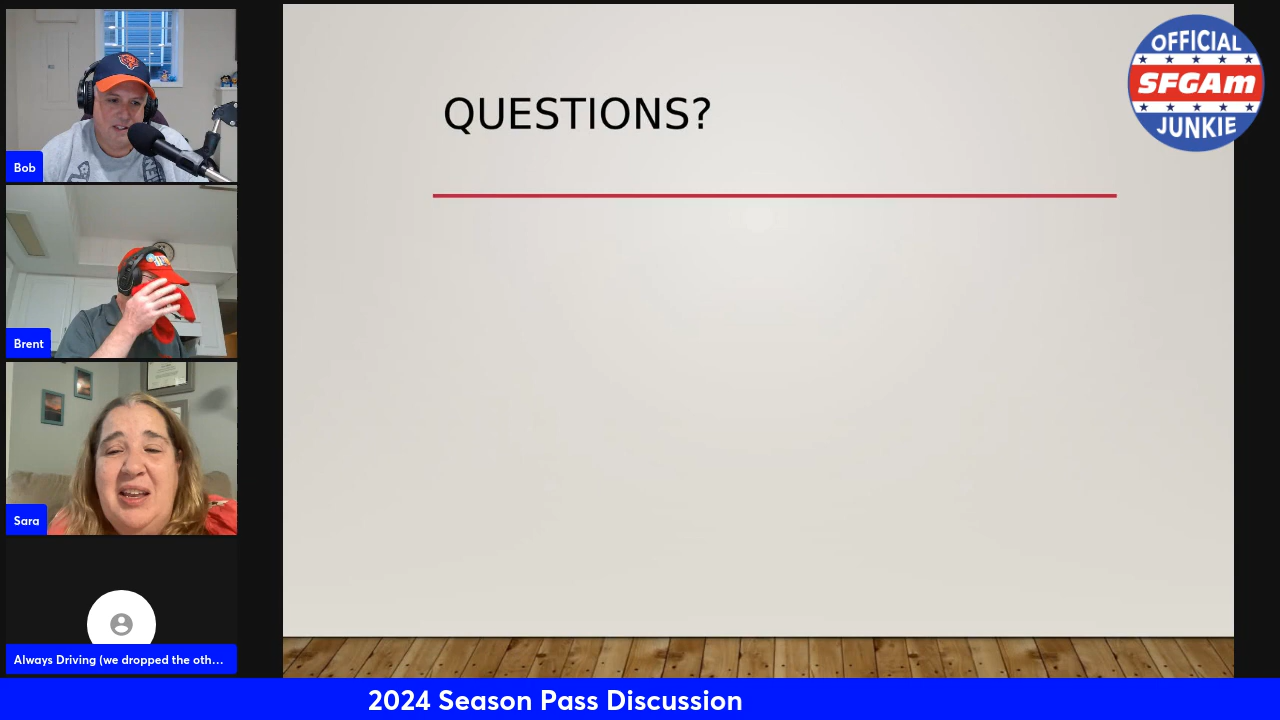 Bob
Brent
Sara
Always Driving (we dropped the oth...
QUESTIONS?
OFFICIAL
SFGAm
JUNKIE
2024 Season Pass Discussion